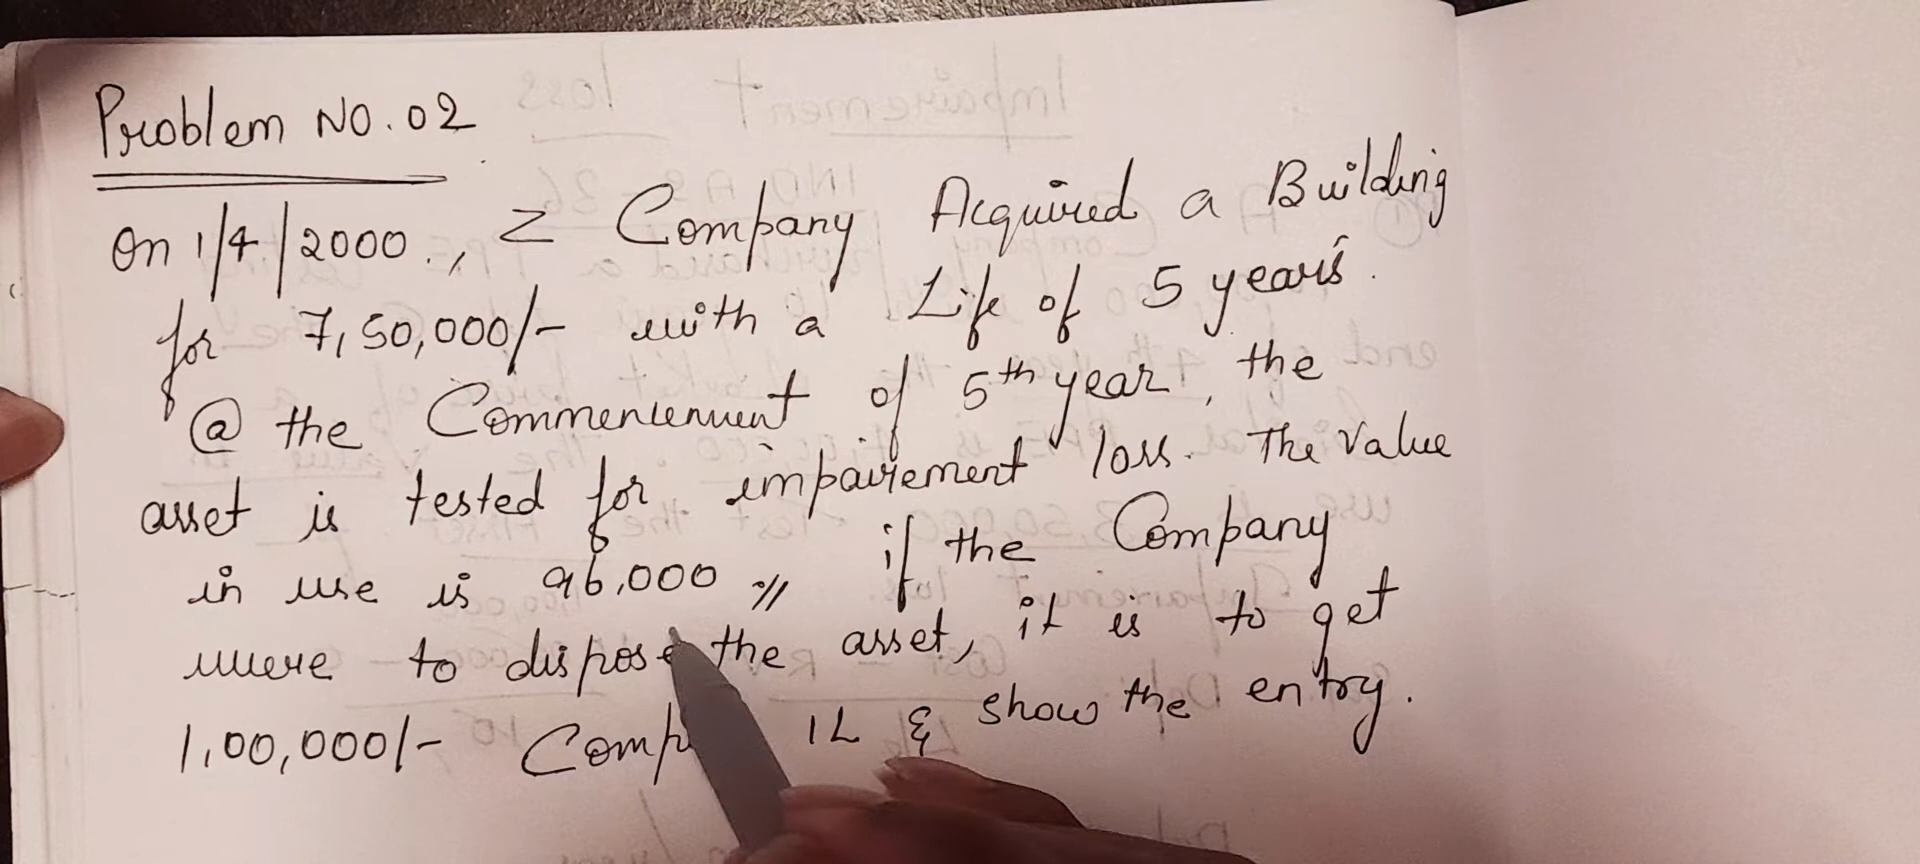 Problem NO. 02
On 1/4/2000., Z Company Acquired a Building
for 7,50,000/- with a Life of 5 years.
@ the Commencement of 5th year, the
asset is tested for impairement loss. The Value
in use is 96,000 if the Company
were to dispose the asset, it is to get
1,00,000/- Comp IL & show the entry.